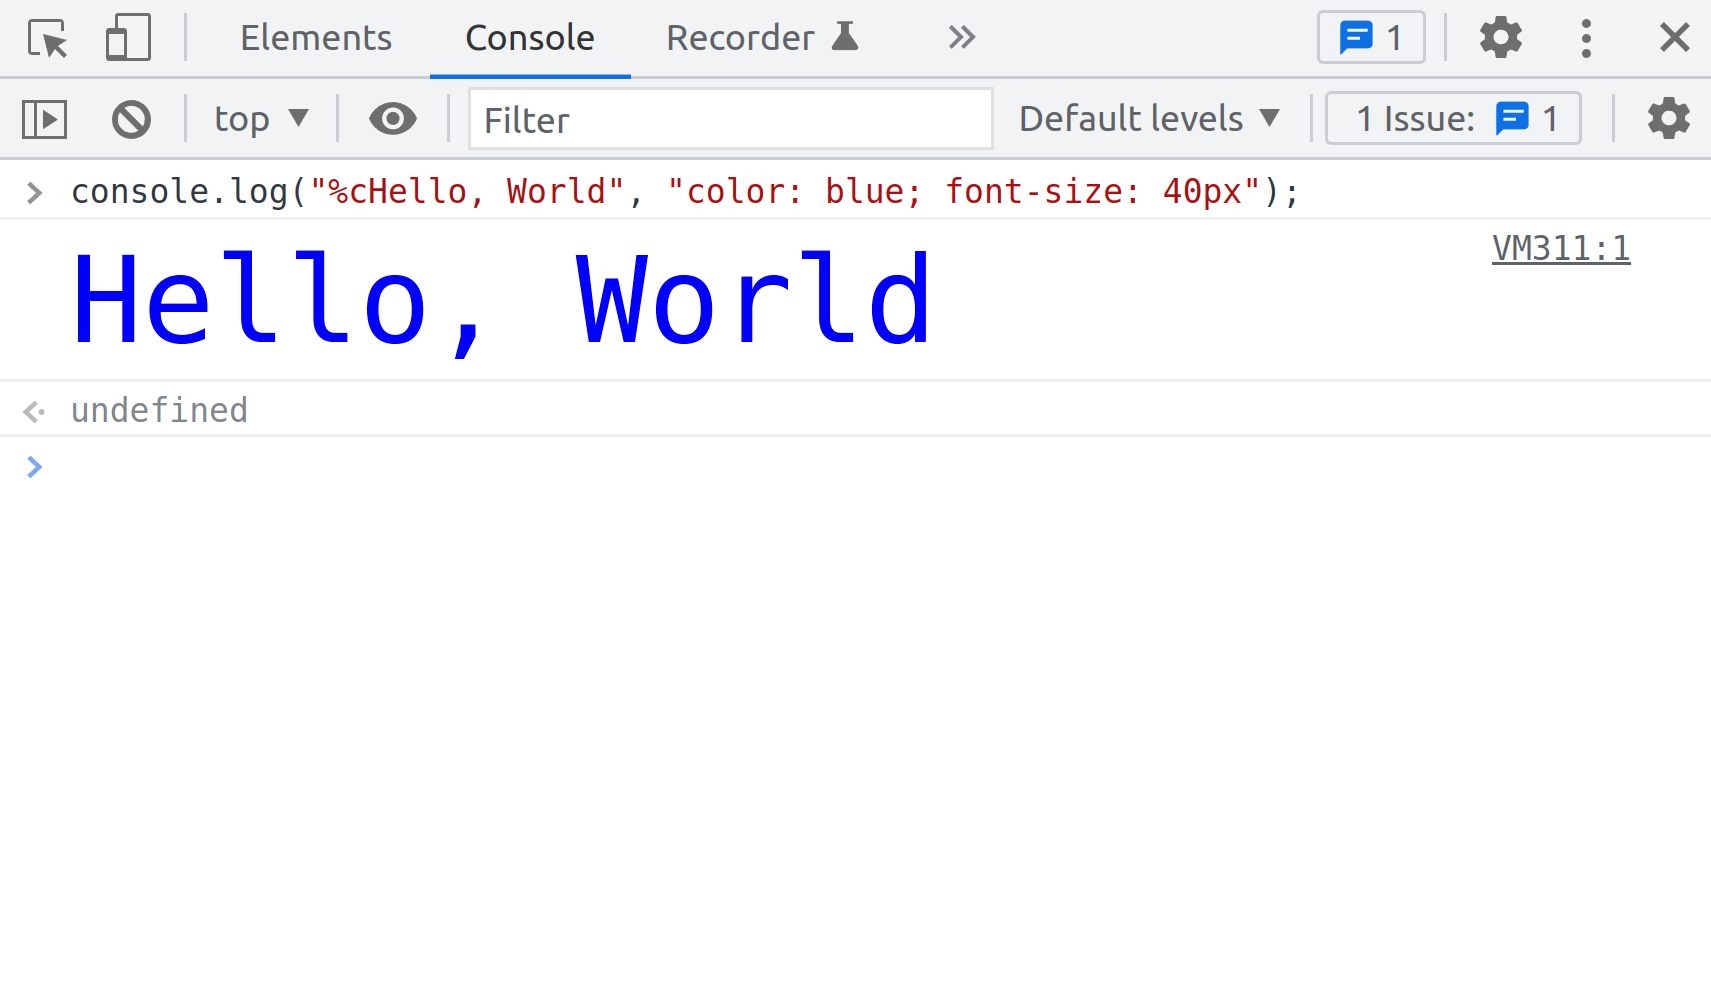 Elements Console Recorder 1
top Filter Default levels 1 Issue: 1
console.log("%cHello, World", "color: blue; font-size: 40px");
Hello, World VM311:1
undefined